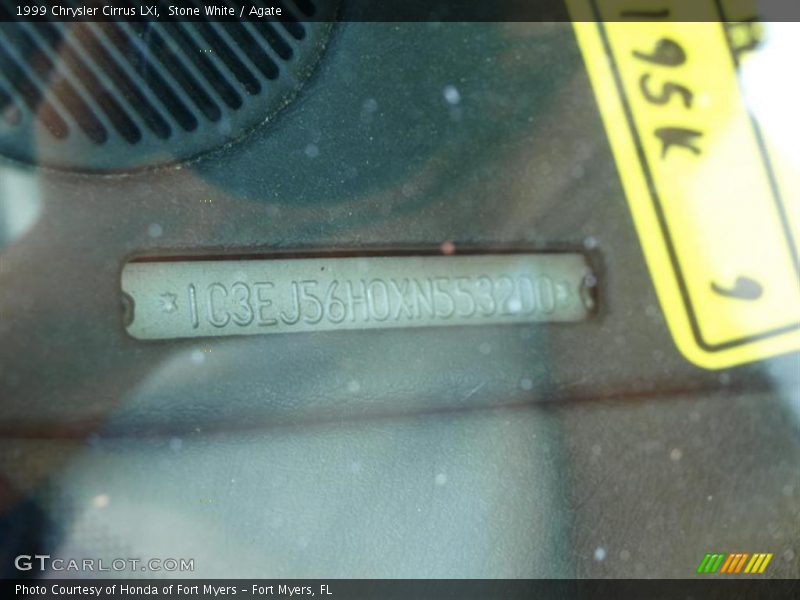 1999 Chrysler Cirrus LXi, Stone White / Agate
195K
9
*1C3EJ56H0XN553200*
GTCARLOT.COM
Photo Courtesy of Honda of Fort Myers - Fort Myers, FL